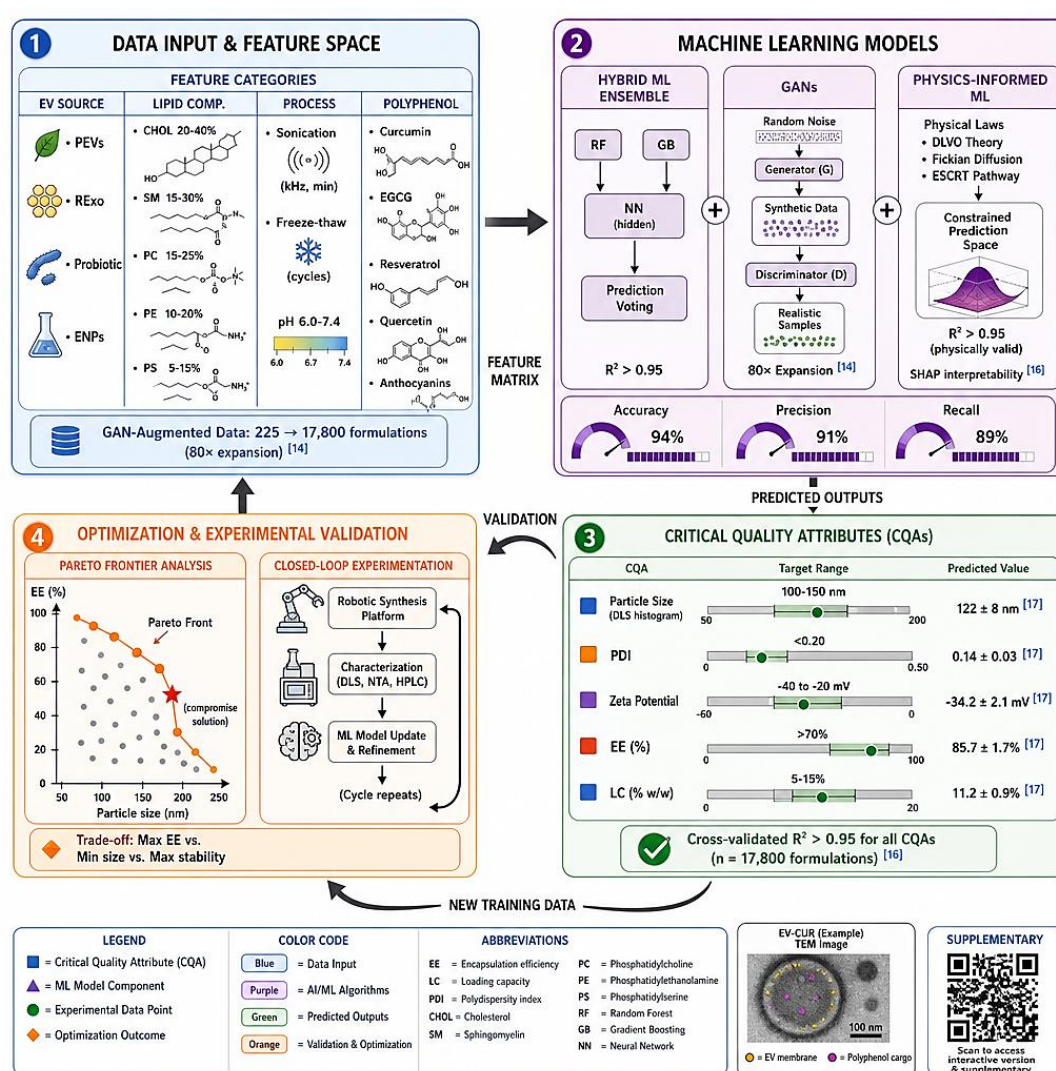 1 DATA INPUT & FEATURE SPACE
FEATURE CATEGORIES
EV SOURCE
LIPID COMP.
PROCESS
POLYPHENOL
• PEVs
• RExo
• Probiotic
• ENPs
• CHOL 20-40%
HO
• SM 15-30%
• PC 15-25%
• PE 10-20%
NH₃⁺
• PS 5-15%
NH₃⁺
• Sonication
(kHz, min)
• Freeze-thaw
(cycles)
pH 6.0-7.4
6.0 6.7 7.4
• Curcumin
• EGCG
• Resveratrol
• Quercetin
• Anthocyanins
GAN-Augmented Data: 225 → 17,800 formulations
(80× expansion) [14]
FEATURE
MATRIX
2 MACHINE LEARNING MODELS
HYBRID ML
ENSEMBLE
RF
GB
NN
(hidden)
Prediction
Voting
R² > 0.95
+
GANs
Random Noise
Generator (G)
Synthetic Data
Discriminator (D)
Realistic
Samples
80× Expansion [14]
+
PHYSICS-INFORMED
ML
Physical Laws
• DLVO Theory
• Fickian Diffusion
• ESCRT Pathway
Constrained
Prediction
Space
R² > 0.95
(physically valid)
SHAP interpretability [16]
Accuracy
94%
Precision
91%
Recall
89%
PREDICTED OUTPUTS
3 CRITICAL QUALITY ATTRIBUTES (CQAs)
CQA Target Range Predicted Value
Particle Size
(DLS histogram)
100-150 nm
50 200
122 ± 8 nm [17]
PDI
<0.20
0 0.50
0.14 ± 0.03 [17]
Zeta Potential
-40 to -20 mV
-60 0
-34.2 ± 2.1 mV [17]
EE (%)
>70%
0 100
85.7 ± 1.7% [17]
LC (% w/w)
5-15%
0 20
11.2 ± 0.9% [17]
Cross-validated R² > 0.95 for all CQAs
(n = 17,800 formulations) [16]
VALIDATION
4 OPTIMIZATION & EXPERIMENTAL VALIDATION
PARETO FRONTIER ANALYSIS
EE (%)
100
80
60
40
20
0
50 100 150 200 250
Particle size (nm)
Pareto Front
(compromise
solution)
CLOSED-LOOP EXPERIMENTATION
Robotic Synthesis
Platform
Characterization
(DLS, NTA, HPLC)
ML Model Update
& Refinement
(Cycle repeats)
Trade-off: Max EE vs.
Min size vs. Max stability
NEW TRAINING DATA
LEGEND
= Critical Quality Attribute (CQA)
= ML Model Component
= Experimental Data Point
= Optimization Outcome
COLOR CODE
Blue = Data Input
Purple = AI/ML Algorithms
Green = Predicted Outputs
Orange = Validation & Optimization
ABBREVIATIONS
EE = Encapsulation efficiency
LC = Loading capacity
PDI = Polydispersity index
CHOL = Cholesterol
SM = Sphingomyelin
PC = Phosphatidylcholine
PE = Phosphatidylethanolamine
PS = Phosphatidylserine
RF = Random Forest
GB = Gradient Boosting
NN = Neural Network
EV-CUR (Example)
TEM Image
100 nm
= EV membrane
= Polyphenol cargo
SUPPLEMENTARY
Scan to access
interactive version
& supplementary